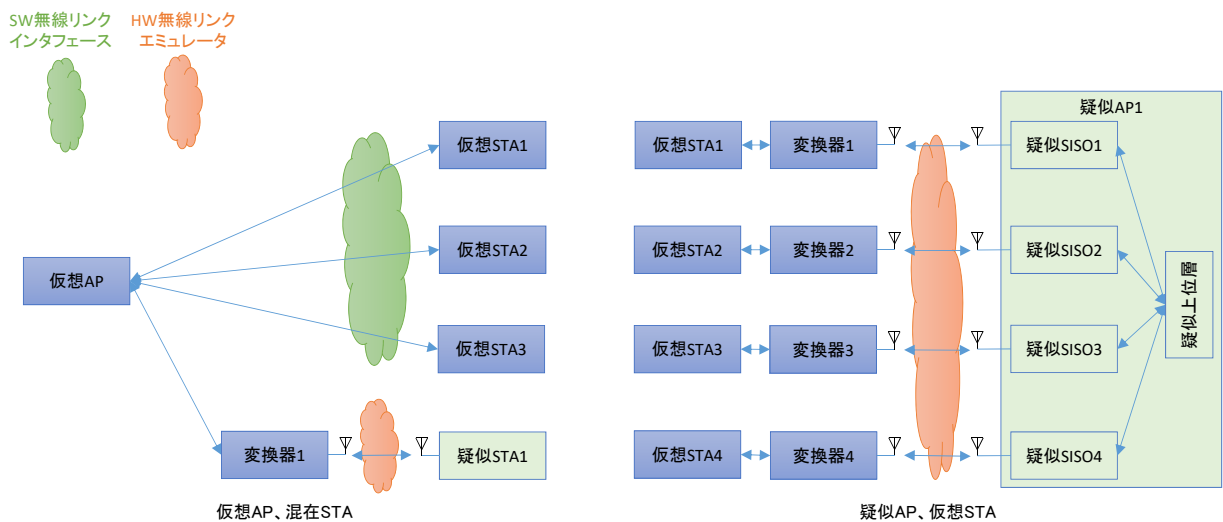 SW無線リンク
インタフェース
HW無線リンク
エミュレータ
仮想AP
仮想STA1
仮想STA2
仮想STA3
変換器1
疑似STA1
仮想AP、混在STA
疑似AP1
仮想STA1
変換器1
疑似SISO1
仮想STA2
変換器2
疑似SISO2
仮想STA3
変換器3
疑似SISO3
仮想STA4
変換器4
疑似SISO4
疑似上位層
疑似AP、仮想STA